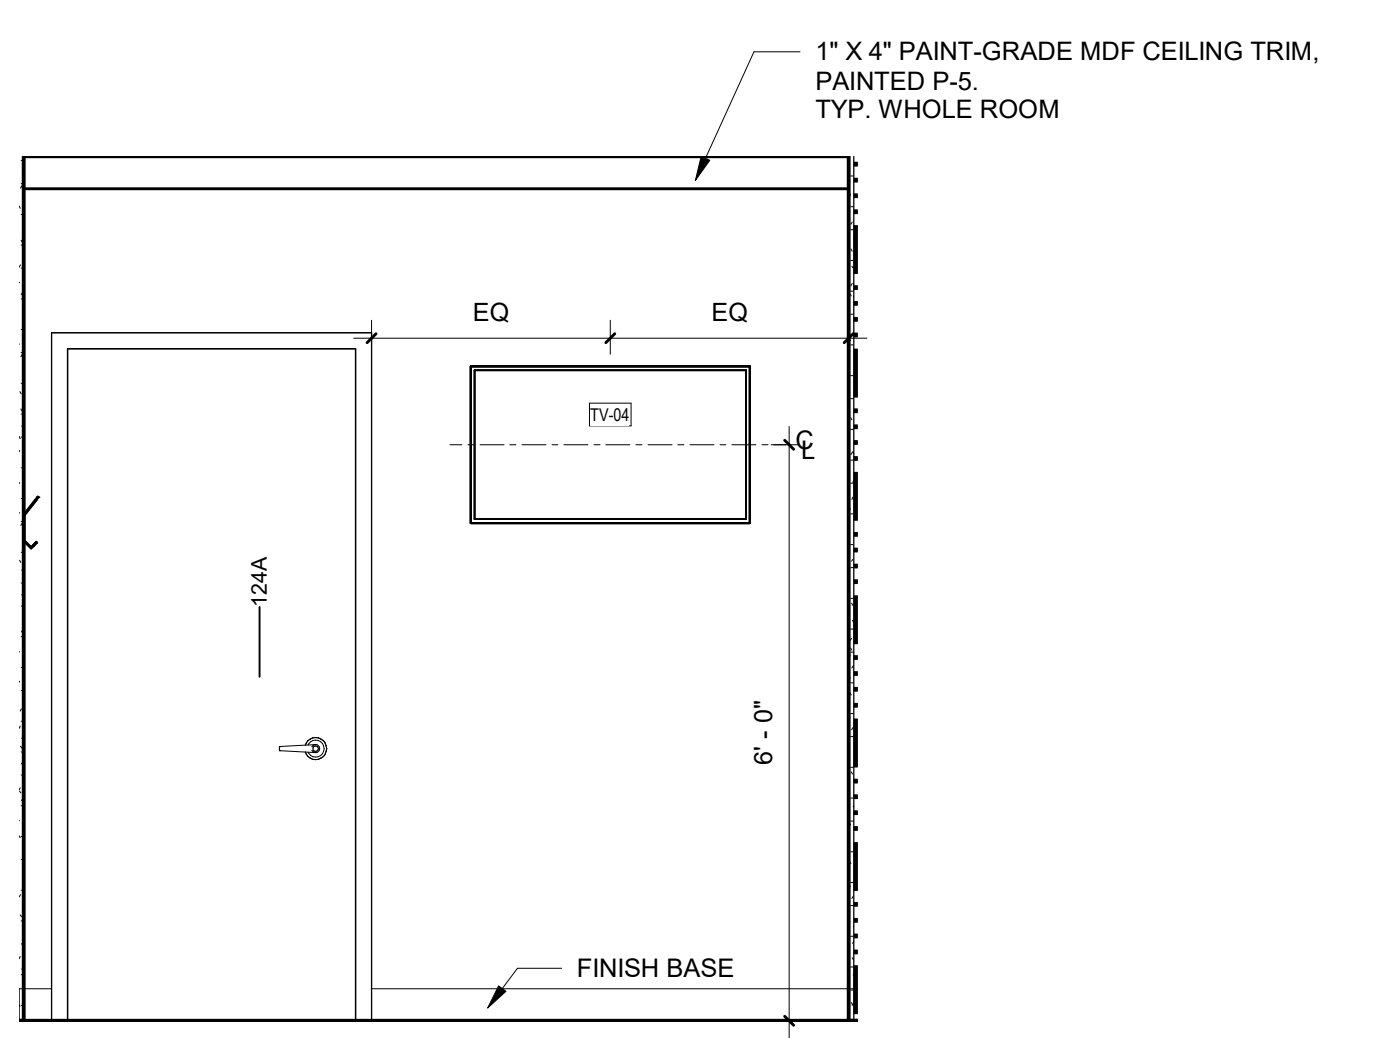 1" X 4" PAINT-GRADE MDF CEILING TRIM,
PAINTED P-5.
TYP. WHOLE ROOM
EQ
EQ
TV-04
CL
124A
6' - 0"
FINISH BASE